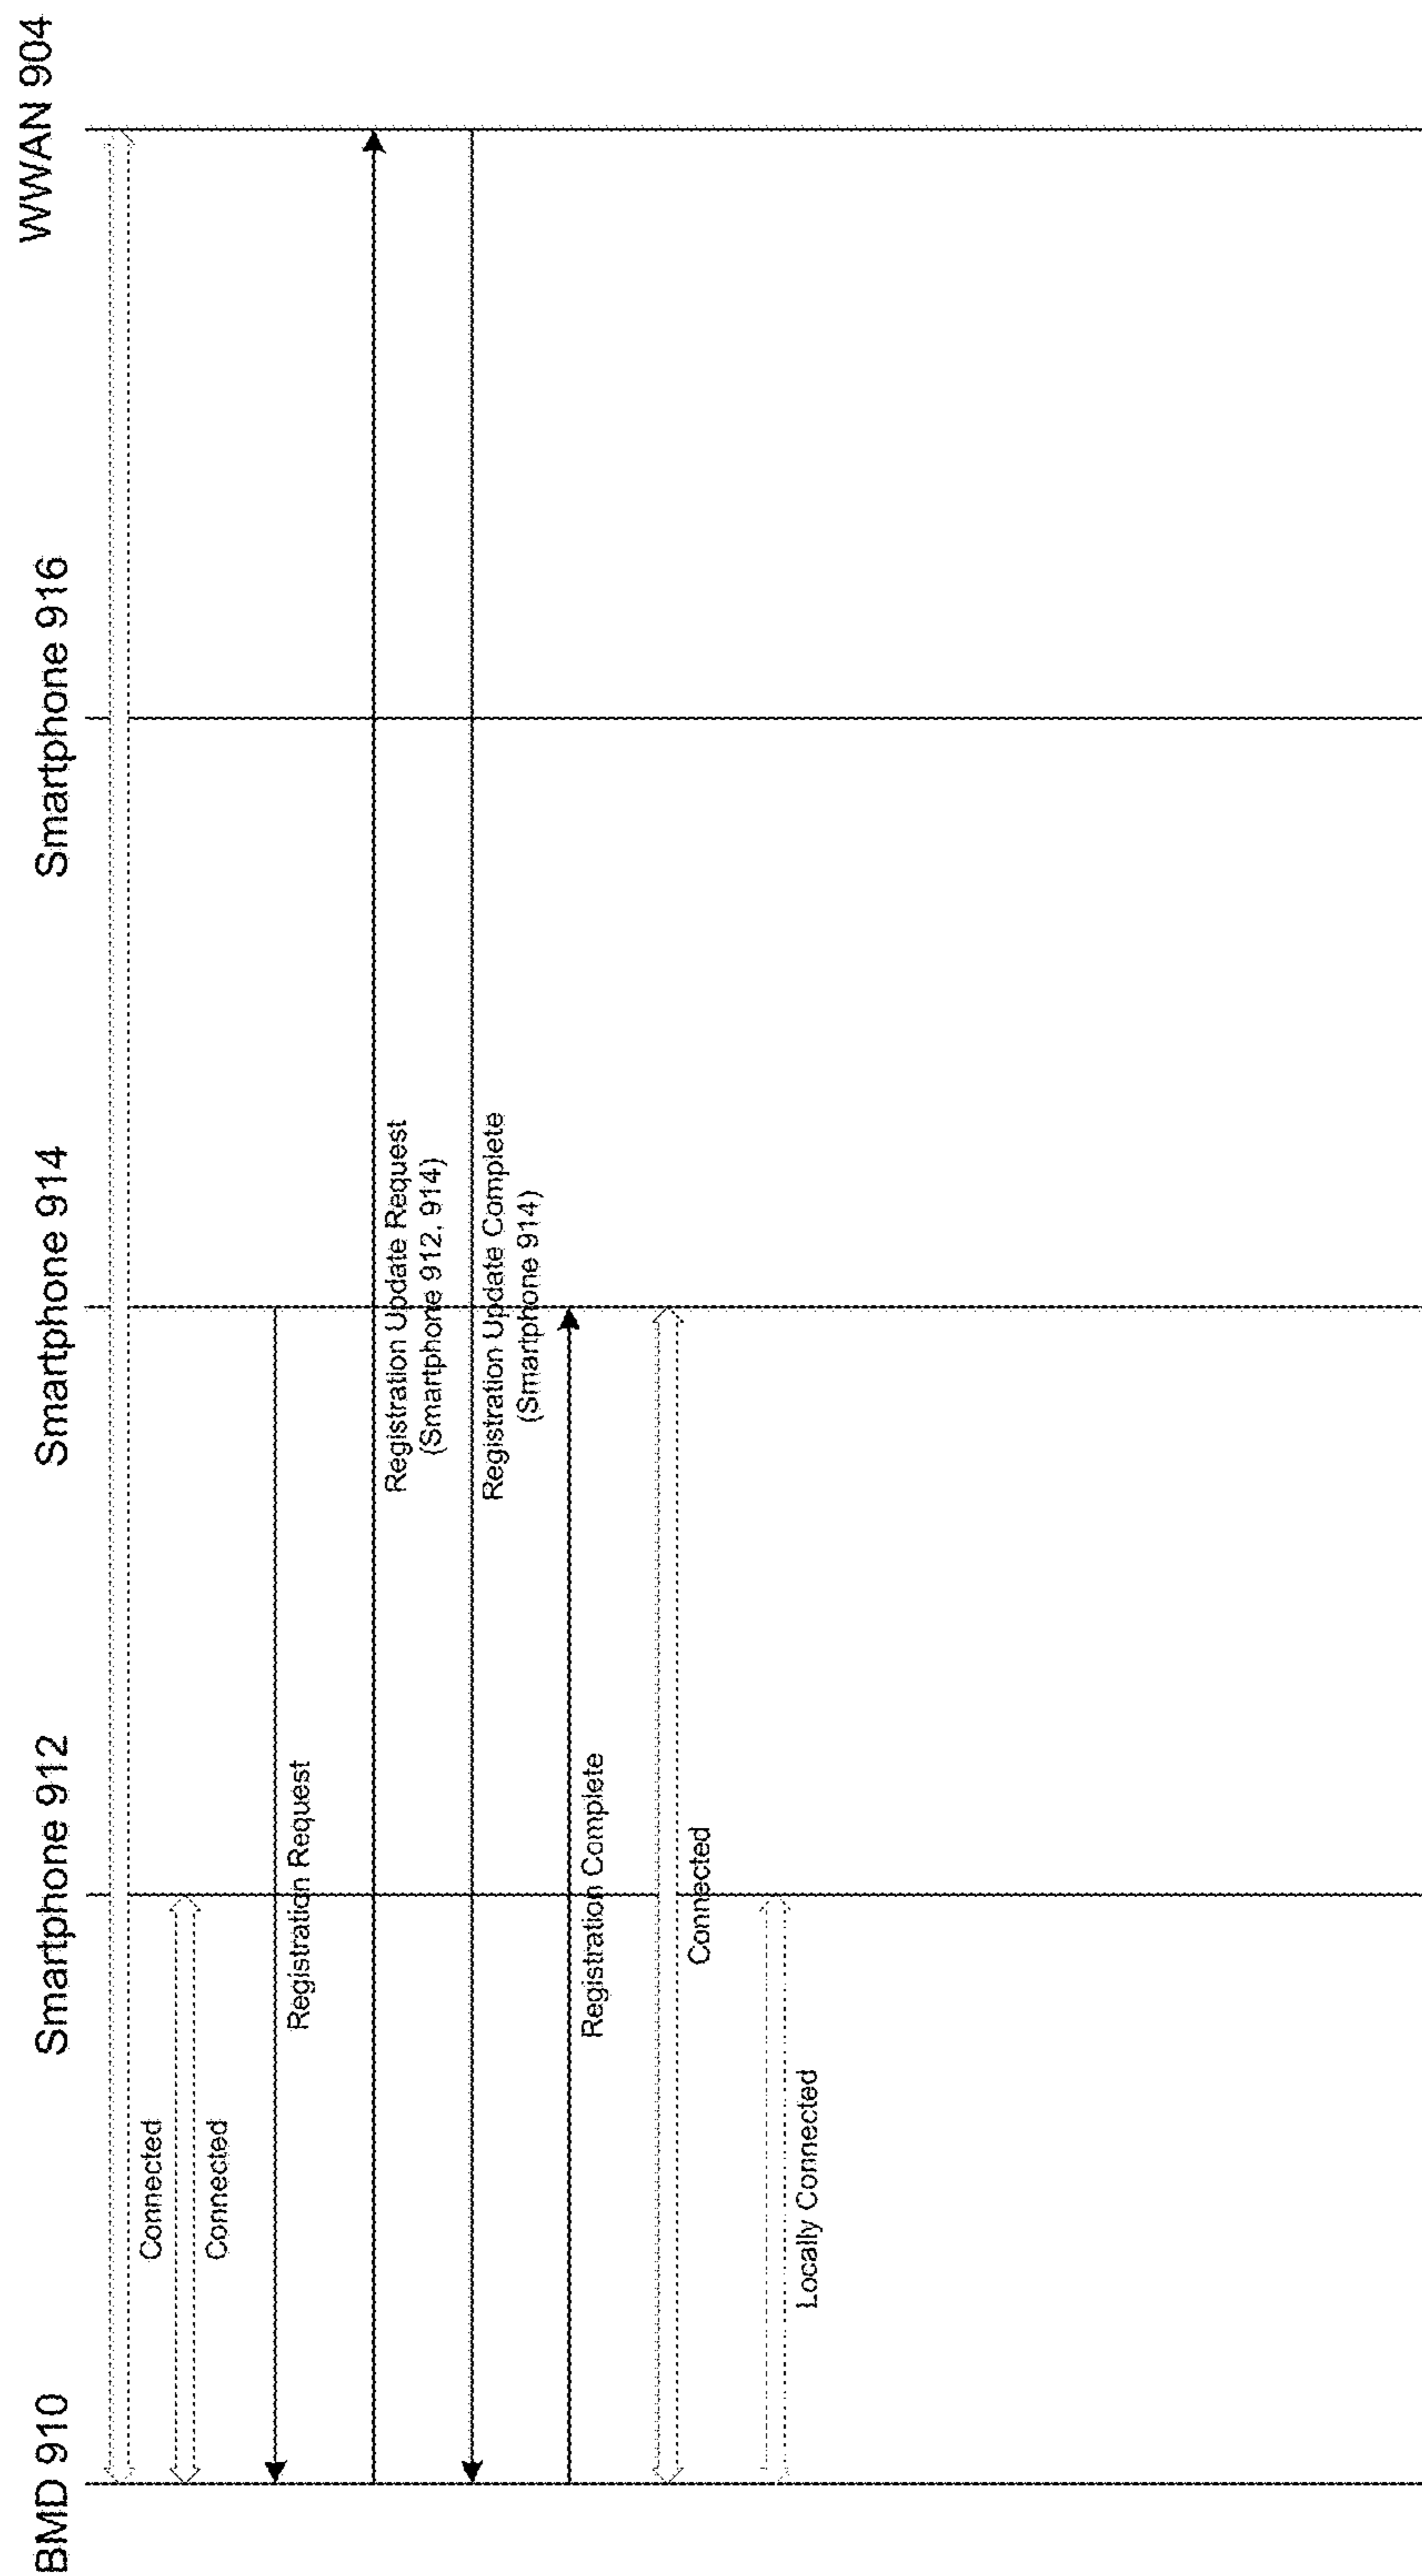 BMD 910
Smartphone 912
Smartphone 914
Smartphone 916
WWAN 904
Connected
Connected
Registration Request
Registration Update Request
(Smartphone 912, 914)
Registration Update Complete
(Smartphone 914)
Registration Complete
Connected
Locally Connected